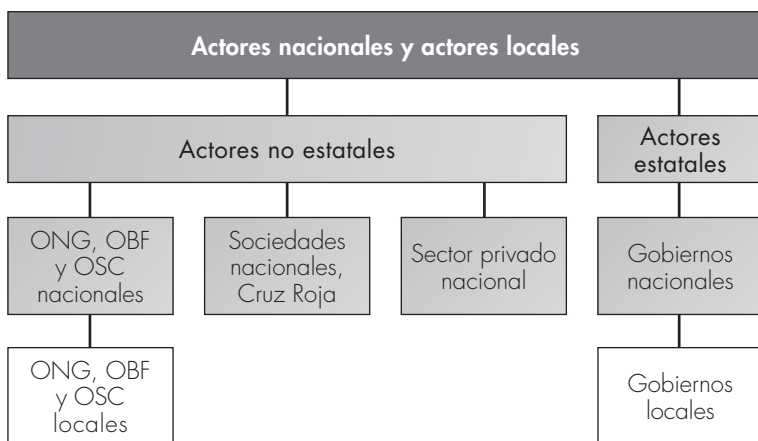 Actores nacionales y actores locales
Actores no estatales
Actores
estatales
ONG, OBF
y OSC
nacionales
Sociedades
nacionales,
Cruz Roja
Sector privado
nacional
Gobiernos
nacionales
ONG, OBF
y OSC
locales
Gobiernos
locales